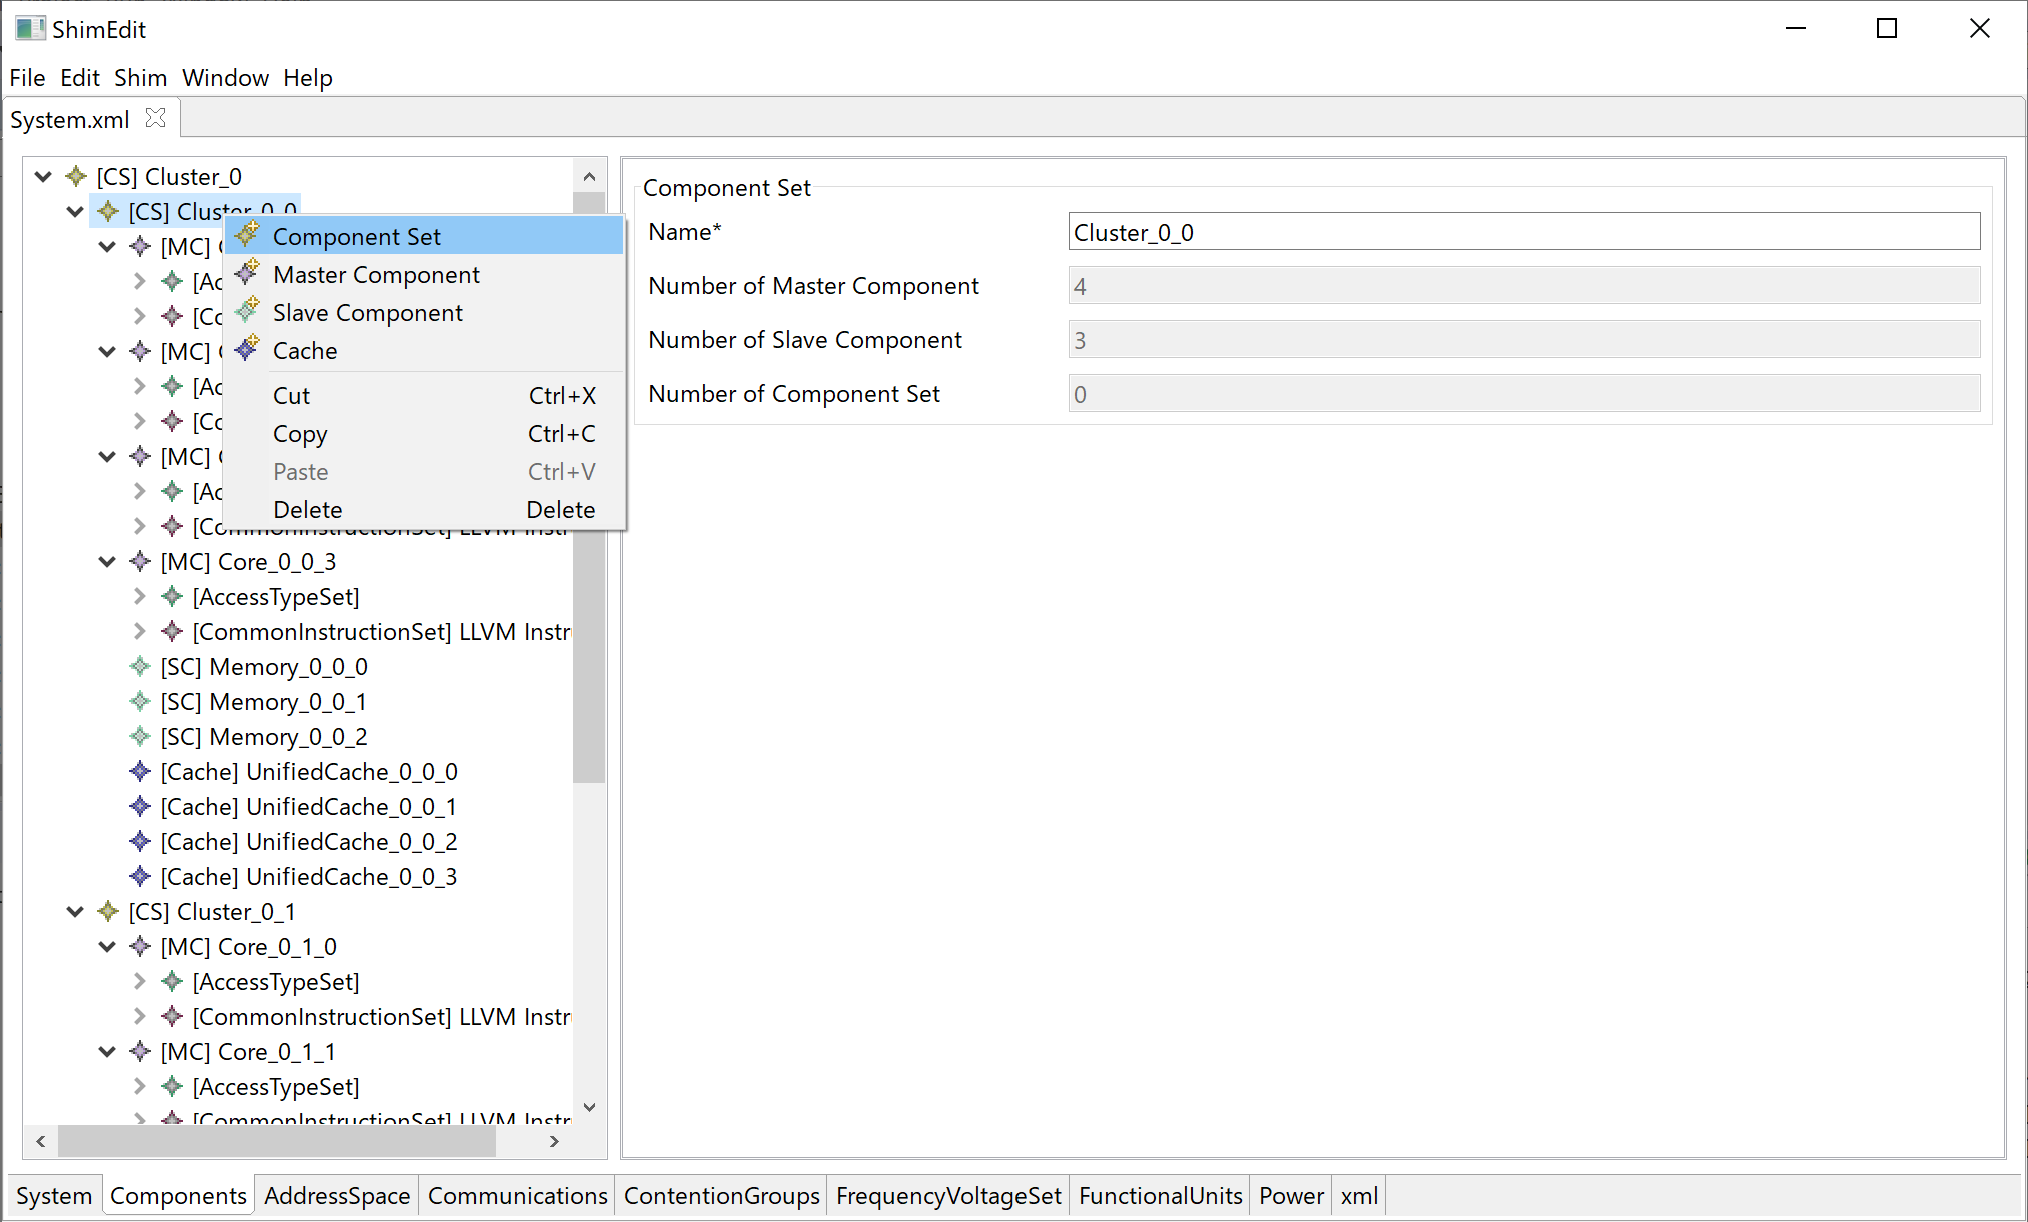 ShimEdit
File Edit Shim Window Help
System.xml
[CS] Cluster_0
[CS] Cluster_0_0
[MC]
[MC]
[MC]
Component Set
Master Component
Slave Component
Cache
Cut Ctrl+X
Copy Ctrl+C
Paste Ctrl+V
Delete Delete
[CommonInstructionSet] LLVM Instr
[MC] Core_0_0_3
[AccessTypeSet]
[CommonInstructionSet] LLVM Instr
[SC] Memory_0_0_0
[SC] Memory_0_0_1
[SC] Memory_0_0_2
[Cache] UnifiedCache_0_0_0
[Cache] UnifiedCache_0_0_1
[Cache] UnifiedCache_0_0_2
[Cache] UnifiedCache_0_0_3
[CS] Cluster_0_1
[MC] Core_0_1_0
[AccessTypeSet]
[CommonInstructionSet] LLVM Instr
[MC] Core_0_1_1
[AccessTypeSet]
[CommonInstructionSet] LLVM Instr
Component Set
Name* Cluster_0_0
Number of Master Component 4
Number of Slave Component 3
Number of Component Set 0
System Components AddressSpace Communications ContentionGroups FrequencyVoltageSet FunctionalUnits Power xml